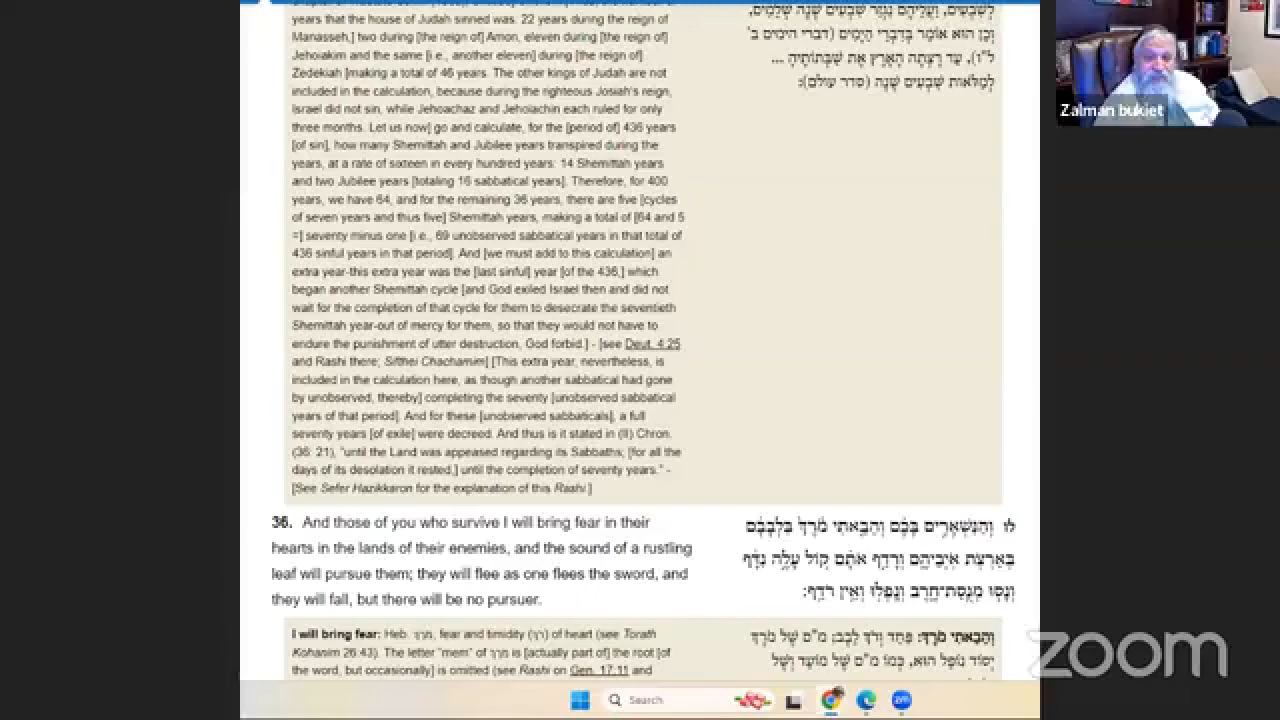 years that the house of Judah sinned was: 22 years during the reign of
Manasseh,] two during [the reign of] Amon, eleven during [the reign of]
Jehoiakim and the same [i.e., another eleven] during [the reign of]
Zedekiah [making a total of 46 years. The other kings of Judah are not
included in the calculation, because during the righteous Josiah's reign,
Israel did not sin, while Jehoachaz and Jehoiachin each ruled for only
three months. Let us now] go and calculate, for the [period of] 436 years
[of sin], how many Shemittah and Jubilee years transpired during the
years, at a rate of sixteen in every hundred years: 14 Shemittah years
and two Jubilee years [totaling 16 sabbatical years]. Therefore, for 400
years, we have 64, and for the remaining 36 years, there are five [cycles
of seven years and thus five] Shemittah years, making a total of [64 and 5
=] seventy minus one [i.e., 69 unobserved sabbatical years in that total of
436 sinful years in that period]. And [we must add to this calculation] an
extra year-this extra year was the [last sinful] year [of the 436,] which
began another Shemittah cycle [and God exiled Israel then and did not
wait for the completion of that cycle for them to desecrate the seventieth
Shemittah year-out of mercy for them, so that they would not have to
endure the punishment of utter destruction, God forbid.] - [see Deut. 4:25
and Rashi there; Sifthei Chachamim] [This extra year, nevertheless, is
included in the calculation here, as though another sabbatical had gone
by unobserved, thereby] completing the seventy [unobserved sabbatical
years of that period]. And for these [unobserved sabbaticals], a full
seventy years [of exile] were decreed. And thus is it stated in (II) Chron.
(36: 21), "until the Land was appeased regarding its Sabbaths; [for all the
days of its desolation it rested,] until the completion of seventy years." -
[See Sefer Hazikkaron for the explanation of this Rashi.]
לְשִׁבְעִים, וַעֲלֵיהֶם נִגְזַר שִׁבְעִים שָׁנָה שְׁלֵמִים,
וְכֵן הוּא אוֹמֵר בְּדִבְרֵי הַיָּמִים (דברי הימים ב'
ל"ו), עַד רָצְתָה הָאָרֶץ אֶת שַׁבְּתוֹתֶיהָ ...
לְמַלֹּאות שִׁבְעִים שָׁנָה (סדר עולם):
36. And those of you who survive I will bring fear in their
hearts in the lands of their enemies, and the sound of a rustling
leaf will pursue them; they will flee as one flees the sword, and
they will fall, but there will be no pursuer.
לו וְהַנִּשְׁאָרִ֣ים בָּכֶ֔ם וְהֵבֵ֤אתִי מֹ֨רֶךְ֙ בִּלְבָבָ֔ם
בְּאַרְצֹ֖ת אֹֽיְבֵיהֶ֑ם וְרָדַ֣ף אֹתָ֗ם ק֚וֹל עָלֶ֣ה נִדָּ֔ף
וְנָס֧וּ מְנֻֽסַת־חֶ֛רֶב וְנָֽפְל֖וּ וְאֵ֥ין רֹדֵֽף:
I will bring fear: Heb. מֹרֶךְ, fear and timidity (רֹךְ) of heart (see Torath
Kohanim 26:43). The letter "mem" of מֹרֶךְ is [actually part of] the root [of
the word, but occasionally] is omitted (see Rashi on Gen. 17:11 and
והבאתי מרך: פַּחַד וְרֹךְ לֵבָב; מ"ם שֶׁל מֹרֶךְ
יְסוֹד נוֹפֵל הוּא, כְּמוֹ מ"ם שֶׁל מוֹעֵד וְשֶׁל
Zalman bukiet
zoom
Search
zm